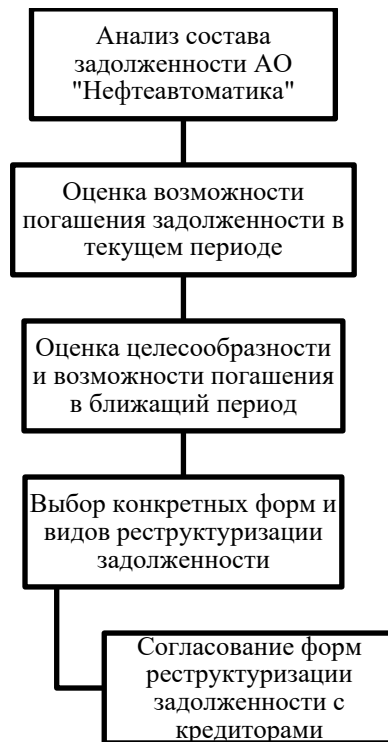 Анализ состава
задолженности АО
"Нефтеавтоматика"
Оценка возможности
погашения задолженности в
текущем периоде
Оценка целесообразности
и возможности погашения
в ближащий период
Выбор конкретных форм и
видов реструктуризации
задолженности
Согласование форм
реструктуризации
задолженности с
кредиторами